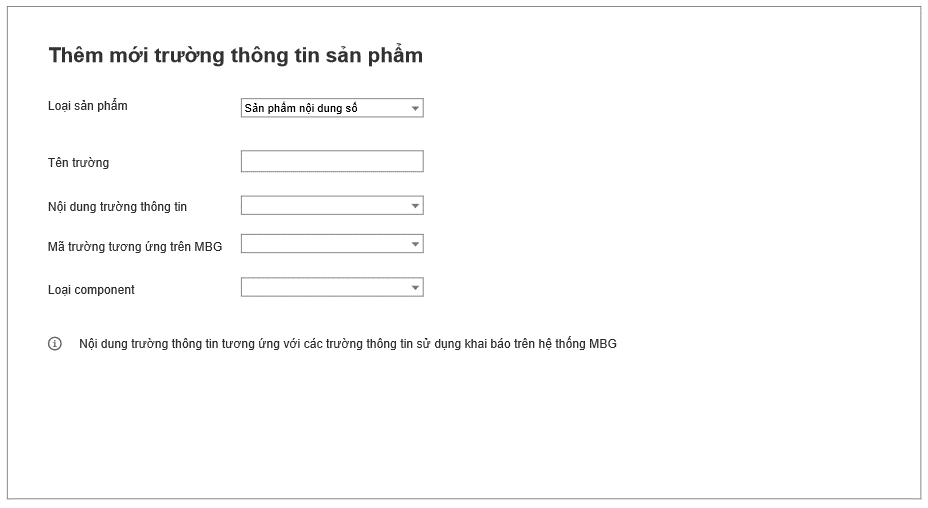 Thêm mới trường thông tin sản phẩm
Loại sản phẩm
Sản phẩm nội dung số
Tên trường
Nội dung trường thông tin
Mã trường tương ứng trên MBG
Loại component
Nội dung trường thông tin tương ứng với các trường thông tin sử dụng khai báo trên hệ thống MBG